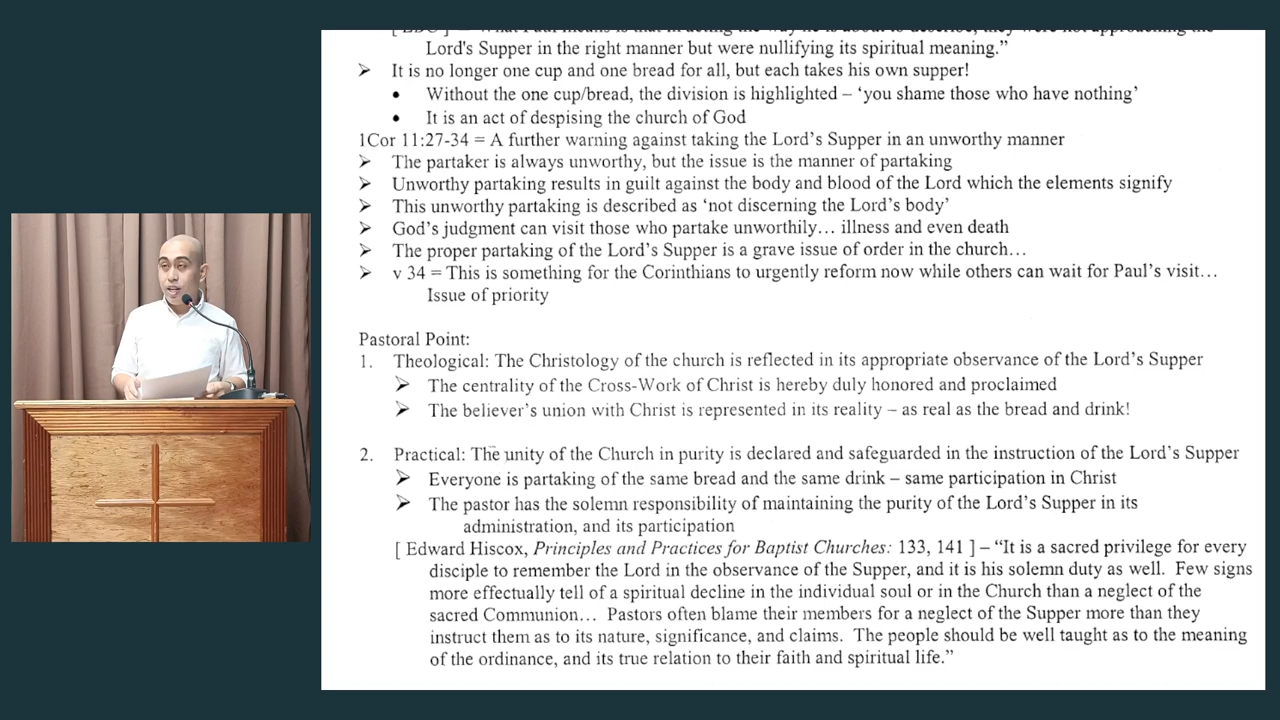 Lord's Supper in the right manner but were nullifying its spiritual meaning.”
➢ It is no longer one cup and one bread for all, but each takes his own supper!
• Without the one cup/bread, the division is highlighted – ‘you shame those who have nothing’
• It is an act of despising the church of God
1Cor 11:27-34 = A further warning against taking the Lord’s Supper in an unworthy manner
➢ The partaker is always unworthy, but the issue is the manner of partaking
➢ Unworthy partaking results in guilt against the body and blood of the Lord which the elements signify
➢ This unworthy partaking is described as ‘not discerning the Lord’s body’
➢ God’s judgment can visit those who partake unworthily… illness and even death
➢ The proper partaking of the Lord’s Supper is a grave issue of order in the church…
➢ v 34 = This is something for the Corinthians to urgently reform now while others can wait for Paul’s visit…
Issue of priority
Pastoral Point:
1. Theological: The Christology of the church is reflected in its appropriate observance of the Lord’s Supper
➢ The centrality of the Cross-Work of Christ is hereby duly honored and proclaimed
➢ The believer’s union with Christ is represented in its reality – as real as the bread and drink!
2. Practical: The unity of the Church in purity is declared and safeguarded in the instruction of the Lord’s Supper
➢ Everyone is partaking of the same bread and the same drink – same participation in Christ
➢ The pastor has the solemn responsibility of maintaining the purity of the Lord’s Supper in its
administration, and its participation
[ Edward Hiscox, Principles and Practices for Baptist Churches: 133, 141 ] – “It is a sacred privilege for every
disciple to remember the Lord in the observance of the Supper, and it is his solemn duty as well. Few signs
more effectually tell of a spiritual decline in the individual soul or in the Church than a neglect of the
sacred Communion… Pastors often blame their members for a neglect of the Supper more than they
instruct them as to its nature, significance, and claims. The people should be well taught as to the meaning
of the ordinance, and its true relation to their faith and spiritual life.”